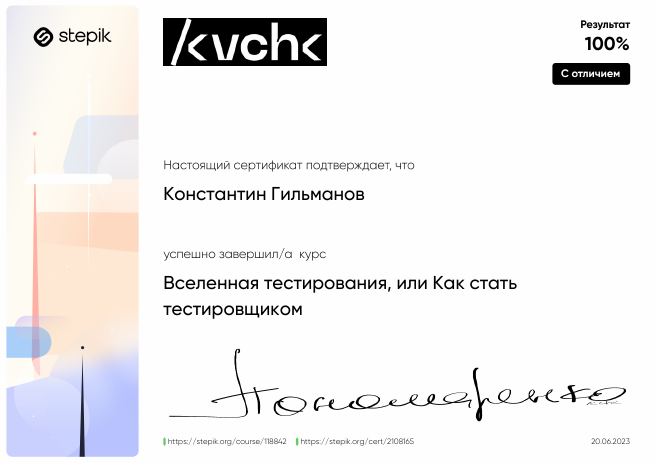 stepik
kvchk
Результат
100%
С отличием
Настоящий сертификат подтверждает, что
Константин Гильманов
успешно завершил/а курс
Вселенная тестирования, или Как стать
тестировщиком
Пономаренко
https://stepik.org/course/118842 https://stepik.org/cert/2108165
20.06.2023